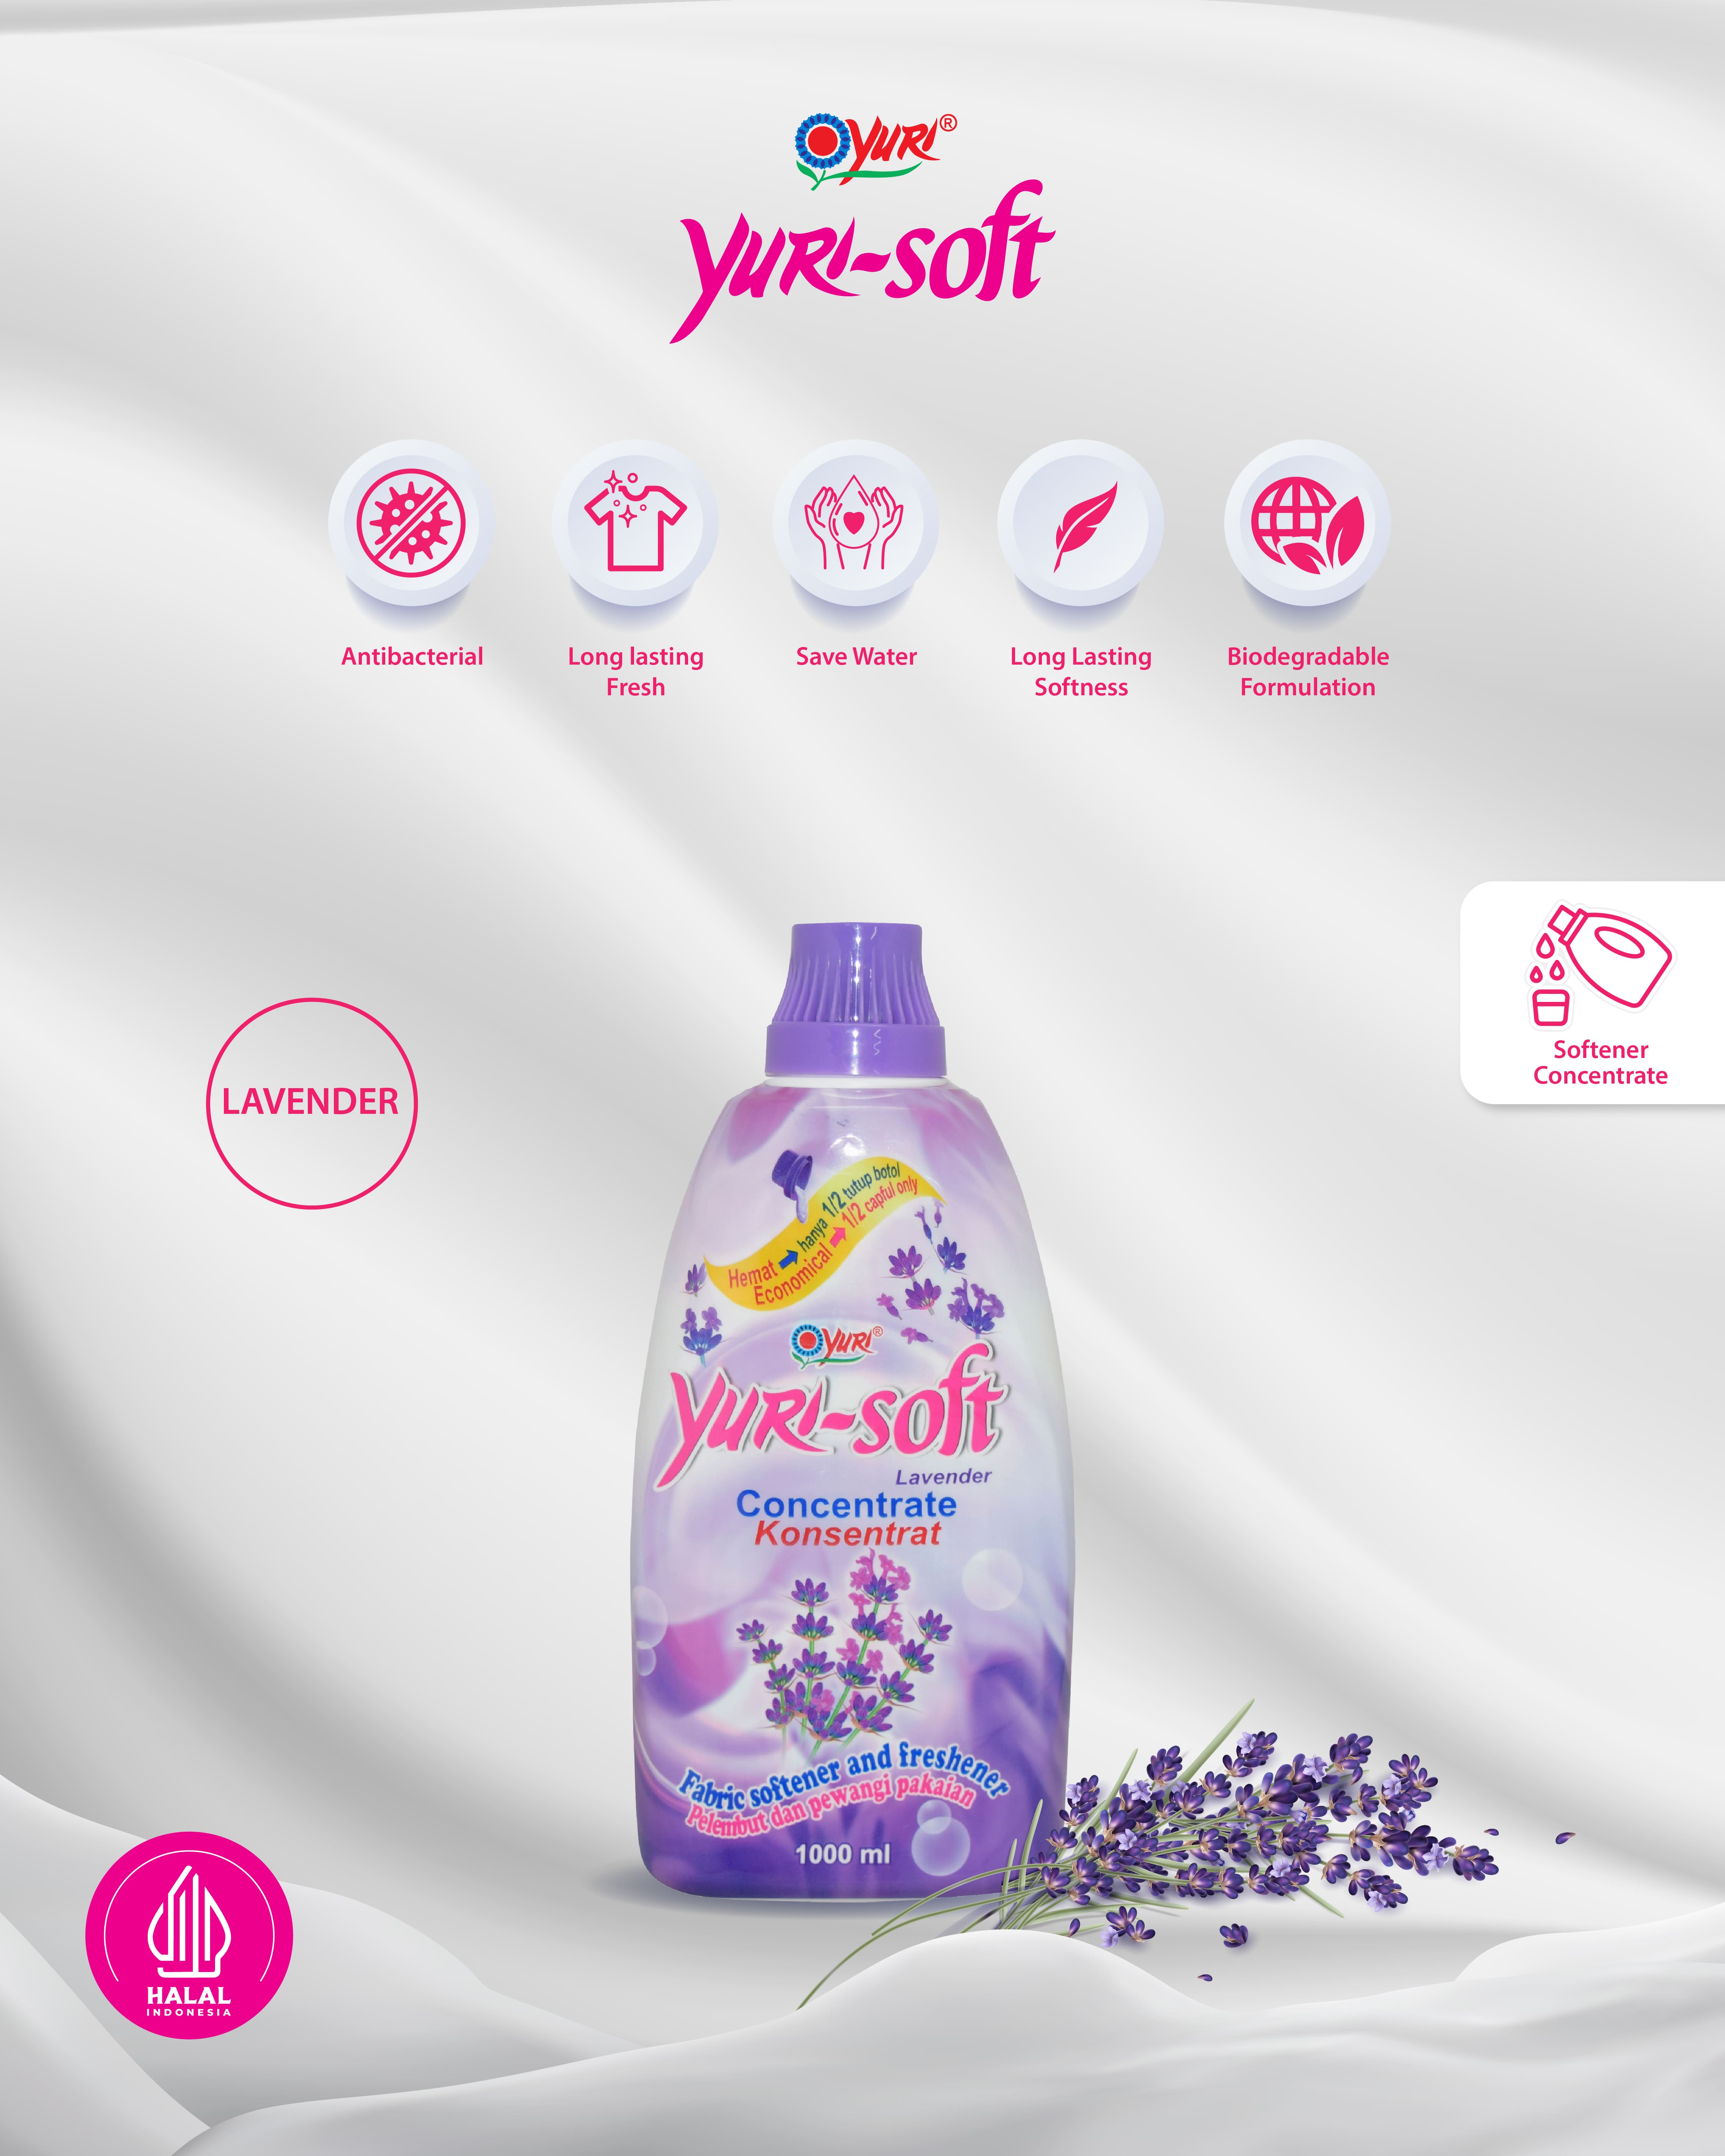 YURI®
YURI-soft
Antibacterial
Long lasting
Fresh
Save Water
Long Lasting
Softness
Biodegradable
Formulation
Softener
Concentrate
LAVENDER
Hemat hanya 1/2 tutup botol
Economical 1/2 capful only
YURI®
YURI-soft
Lavender
Concentrate
Konsentrat
Fabric softener and freshener
Pelembut dan pewangi pakaian
1000 ml
HALAL
INDONESIA